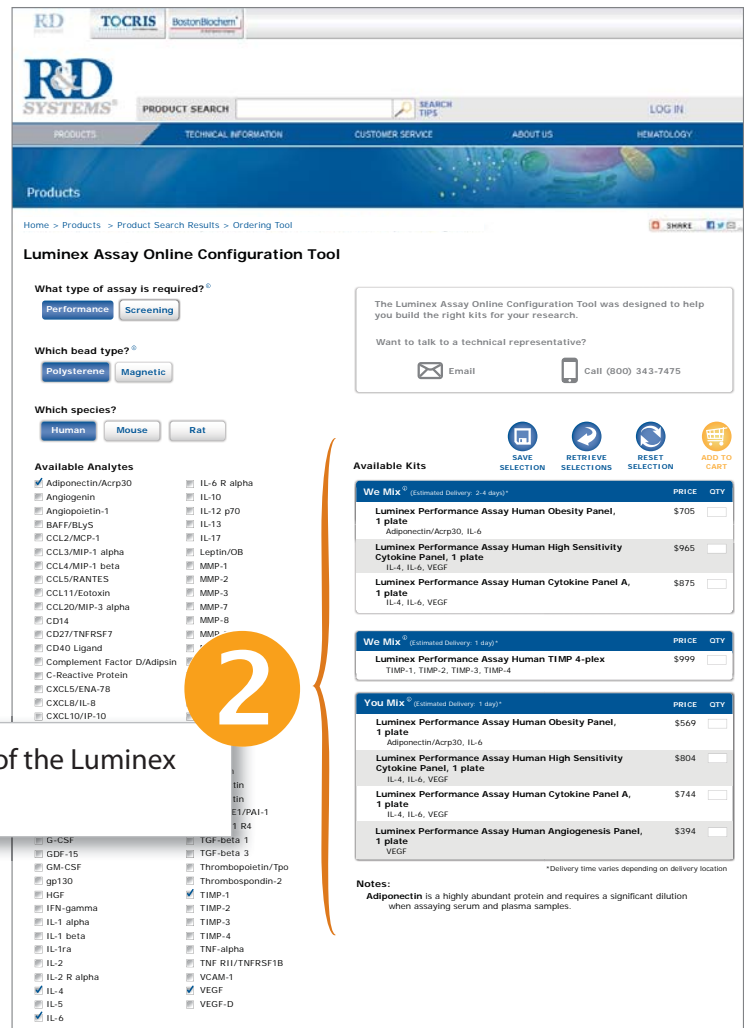 RD
TOCRIS
BostonBiochem
R&D
SYSTEMS®
PRODUCT SEARCH
SEARCH TIPS
LOG IN
PRODUCTS
TECHNICAL INFORMATION
CUSTOMER SERVICE
ABOUT US
HEMATOLOGY
Products
Home > Products > Product Search Results > Ordering Tool
SHARE
Luminex Assay Online Configuration Tool
What type of assay is required?
Performance
Screening
Which bead type?
Polysterene
Magnetic
Which species?
Human
Mouse
Rat
The Luminex Assay Online Configuration Tool was designed to help
you build the right kits for your research.
Want to talk to a technical representative?
Email
Call (800) 343-7475
Available Analytes
Adiponectin/Acrp30
Angiogenin
Angiopoietin-1
BAFF/BLyS
CCL2/MCP-1
CCL3/MIP-1 alpha
CCL4/MIP-1 beta
CCL5/RANTES
CCL11/Eotoxin
CCL20/MIP-3 alpha
CD14
CD27/TNFRSF7
CD40 Ligand
Complement Factor D/Adipsin
C-Reactive Protein
CXCL5/ENA-78
CXCL8/IL-8
CXCL10/IP-10
of the Luminex
G-CSF
GDF-15
GM-CSF
gp130
HGF
IFN-gamma
IL-1 alpha
IL-1 beta
IL-1ra
IL-2
IL-2 R alpha
IL-4
IL-5
IL-6
IL-6 R alpha
IL-10
IL-12 p70
IL-13
IL-17
Leptin/OB
MMP-1
MMP-2
MMP-3
MMP-7
MMP-8
MMP-
tin
tin
E1/PAI-1
1 R4
TGF-beta 1
TGF-beta 3
Thrombopoietin/Tpo
Thrombospondin-2
TIMP-1
TIMP-2
TIMP-3
TIMP-4
TNF-alpha
TNF RII/TNFRSF1B
VCAM-1
VEGF
VEGF-D
2
Available Kits
SAVE
SELECTION
RETRIEVE
SELECTIONS
RESET
SELECTION
ADD TO
CART
We Mix (Estimated Delivery: 2-4 days)* PRICE QTY
Luminex Performance Assay Human Obesity Panel, $705
1 plate
Adiponectin/Acrp30, IL-6
Luminex Performance Assay Human High Sensitivity $965
Cytokine Panel, 1 plate
IL-4, IL-6, VEGF
Luminex Performance Assay Human Cytokine Panel A, $875
1 plate
IL-4, IL-6, VEGF
We Mix (Estimated Delivery: 1 day)* PRICE QTY
Luminex Performance Assay Human TIMP 4-plex $999
TIMP-1, TIMP-2, TIMP-3, TIMP-4
You Mix (Estimated Delivery: 1 day)* PRICE QTY
Luminex Performance Assay Human Obesity Panel, $569
1 plate
Adiponectin/Acrp30, IL-6
Luminex Performance Assay Human High Sensitivity $804
Cytokine Panel, 1 plate
IL-4, IL-6, VEGF
Luminex Performance Assay Human Cytokine Panel A, $744
1 plate
IL-4, IL-6, VEGF
Luminex Performance Assay Human Angiogenesis Panel, $394
1 plate
VEGF
*Delivery time varies depending on delivery location
Notes:
Adiponectin is a highly abundant protein and requires a significant dilution
when assaying serum and plasma samples.